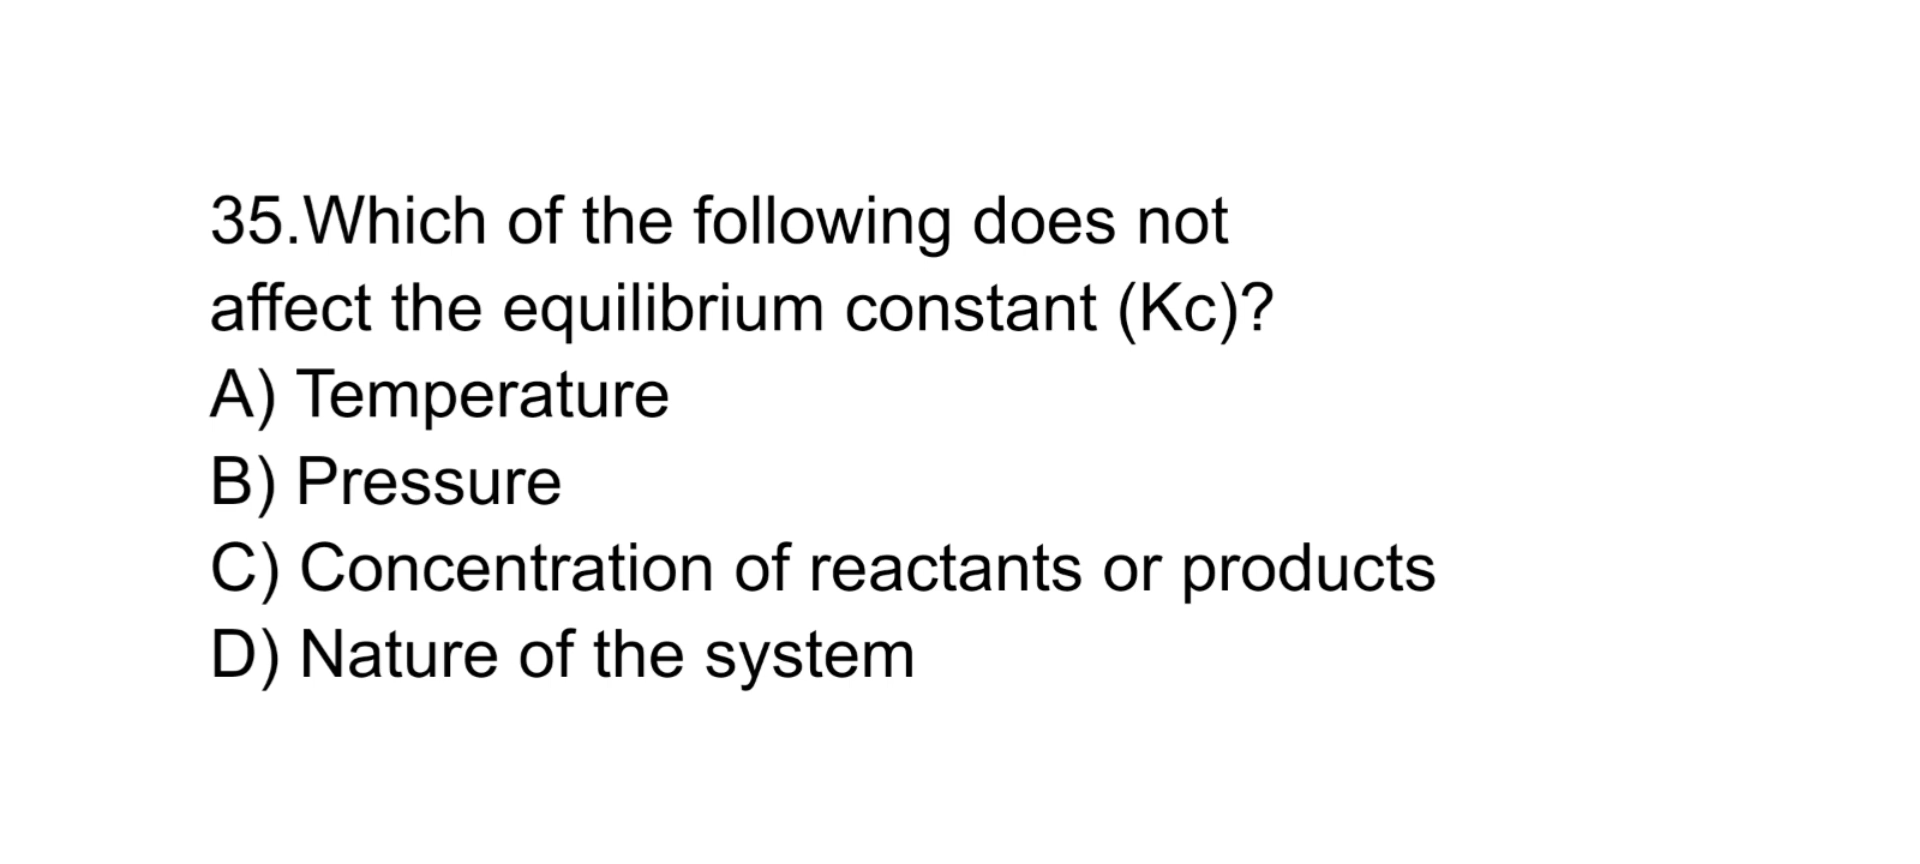 35.Which of the following does not
affect the equilibrium constant (Kc)?
A) Temperature
B) Pressure
C) Concentration of reactants or products
D) Nature of the system